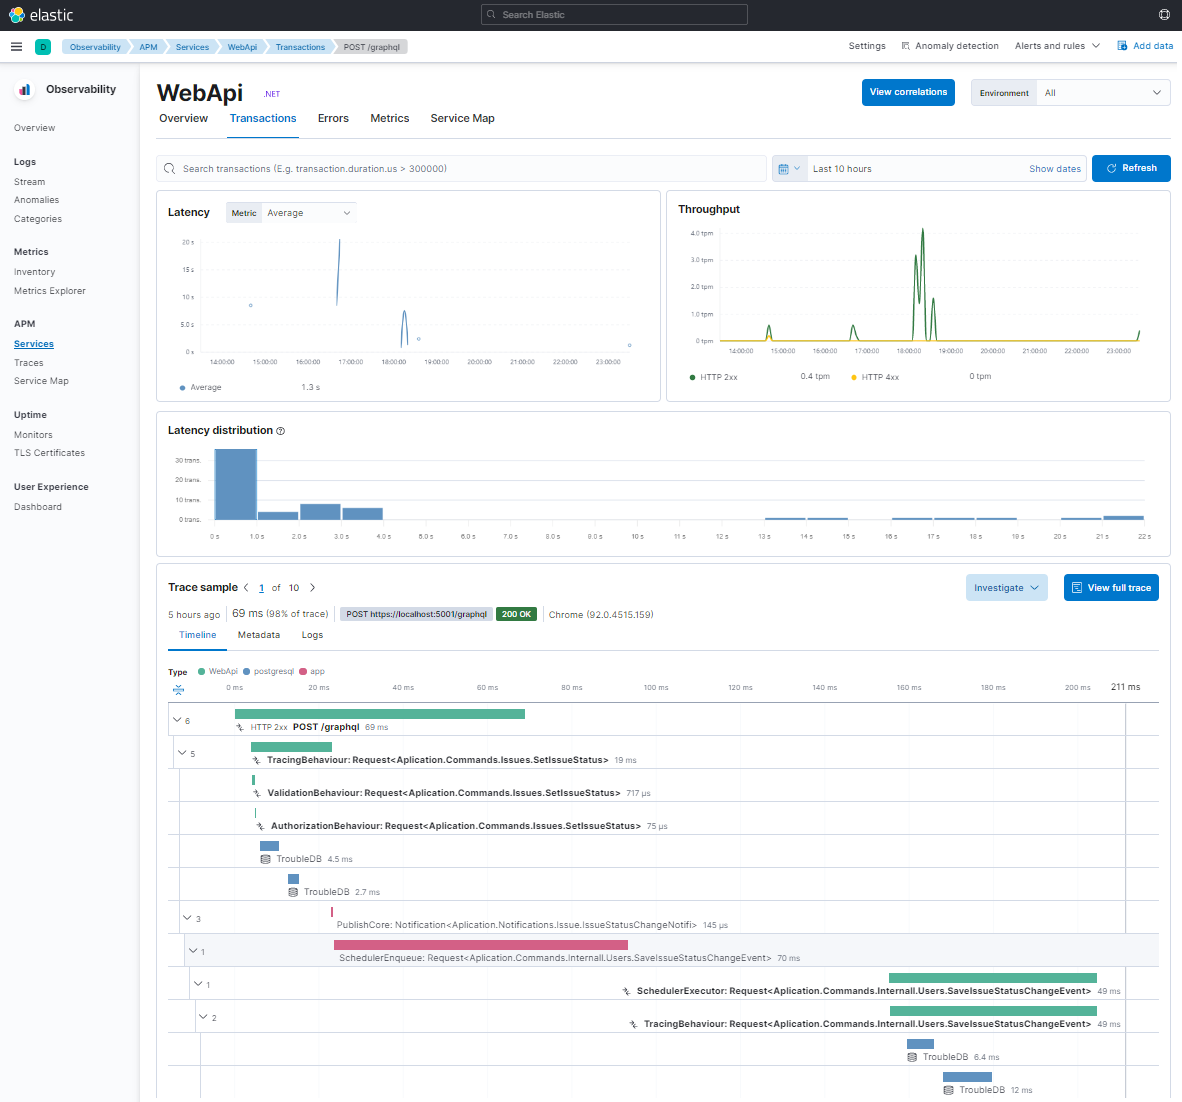 elastic
Search Elastic
D
Observability
APM
Services
WebApi
Transactions
POST /graphql
Settings
Anomaly detection
Alerts and rules
Add data
Observability
Overview
Logs
Stream
Anomalies
Categories
Metrics
Inventory
Metrics Explorer
APM
Services
Traces
Service Map
Uptime
Monitors
TLS Certificates
User Experience
Dashboard
WebApi
.NET
View correlations
Environment All
Overview
Transactions
Errors
Metrics
Service Map
Search transactions (E.g. transaction.duration.us > 300000)
Last 10 hours
Show dates
Refresh
Latency
Metric Average
20 s
15 s
10 s
5.0 s
0 s
14:00:00 15:00:00 16:00:00 17:00:00 18:00:00 19:00:00 20:00:00 21:00:00 22:00:00 23:00:00
Average 1.3 s
Throughput
4.0 tpm
3.0 tpm
2.0 tpm
1.0 tpm
0 tpm
14:00:00 15:00:00 16:00:00 17:00:00 18:00:00 19:00:00 20:00:00 21:00:00 22:00:00 23:00:00
HTTP 2xx 0.4 tpm HTTP 4xx 0 tpm
Latency distribution
30 trans.
20 trans.
10 trans.
0 trans.
0 s 1.0 s 2.0 s 3.0 s 4.0 s 5.0 s 6.0 s 7.0 s 8.0 s 9.0 s 10 s 11 s 12 s 13 s 14 s 15 s 16 s 17 s 18 s 19 s 20 s 21 s 22 s
Trace sample 1 of 10
Investigate
View full trace
5 hours ago 69 ms (98% of trace) POST https://localhost:5001/graphql 200 OK Chrome (92.0.4515.159)
Timeline
Metadata
Logs
Type WebApi postgresql app
0 ms 20 ms 40 ms 60 ms 80 ms 100 ms 120 ms 140 ms 160 ms 180 ms 200 ms 211 ms
6
HTTP 2xx POST /graphql 69 ms
5
TracingBehaviour: Request<Aplication.Commands.Issues.SetIssueStatus> 19 ms
ValidationBehaviour: Request<Aplication.Commands.Issues.SetIssueStatus> 717 μs
AuthorizationBehaviour: Request<Aplication.Commands.Issues.SetIssueStatus> 75 μs
TroubleDB 4.5 ms
TroubleDB 2.7 ms
3
PublishCore: Notification<Aplication.Notifications.Issue.IssueStatusChangeNotifi> 145 μs
1
SchedulerEnqueue: Request<Aplication.Commands.Internall.Users.SaveIssueStatusChangeEvent> 70 ms
1
SchedulerExecutor: Request<Aplication.Commands.Internall.Users.SaveIssueStatusChangeEvent> 49 ms
2
TracingBehaviour: Request<Aplication.Commands.Internall.Users.SaveIssueStatusChangeEvent> 49 ms
TroubleDB 6.4 ms
TroubleDB 12 ms